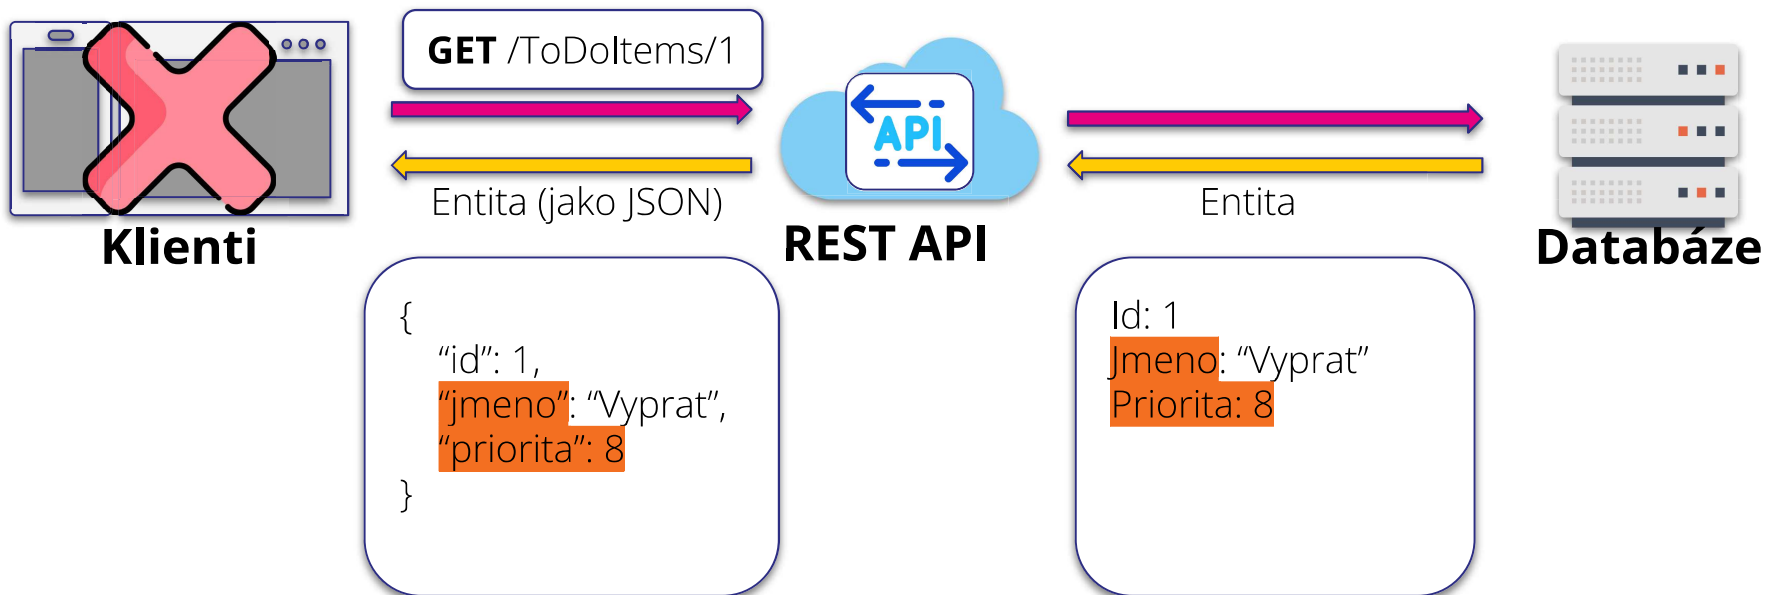 GET /ToDoItems/1
API
Entita (jako JSON)
Entita
Klienti
REST API
Databáze
{
“id”: 1,
“jmeno”: “Vyprat”,
“priorita”: 8
}
Id: 1
Jmeno: “Vyprat”
Priorita: 8